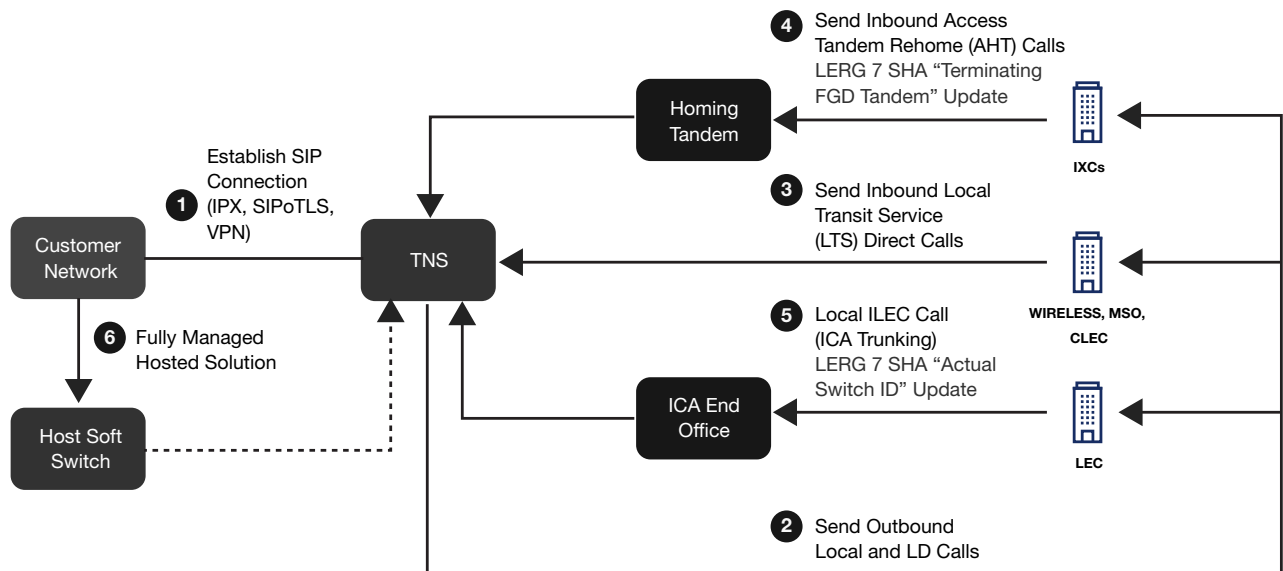 4
Send Inbound Access
Tandem Rehome (AHT) Calls
LERG 7 SHA “Terminating
FGD Tandem” Update
Homing
Tandem
IXCs
Establish SIP
Connection
(IPX, SIPoTLS,
VPN)
1
3
Send Inbound Local
Transit Service
(LTS) Direct Calls
Customer
Network
TNS
WIRELESS, MSO,
CLEC
6
Fully Managed
Hosted Solution
5
Local ILEC Call
(ICA Trunking)
LERG 7 SHA “Actual
Switch ID” Update
ICA End
Office
LEC
Host Soft
Switch
2
Send Outbound
Local and LD Calls